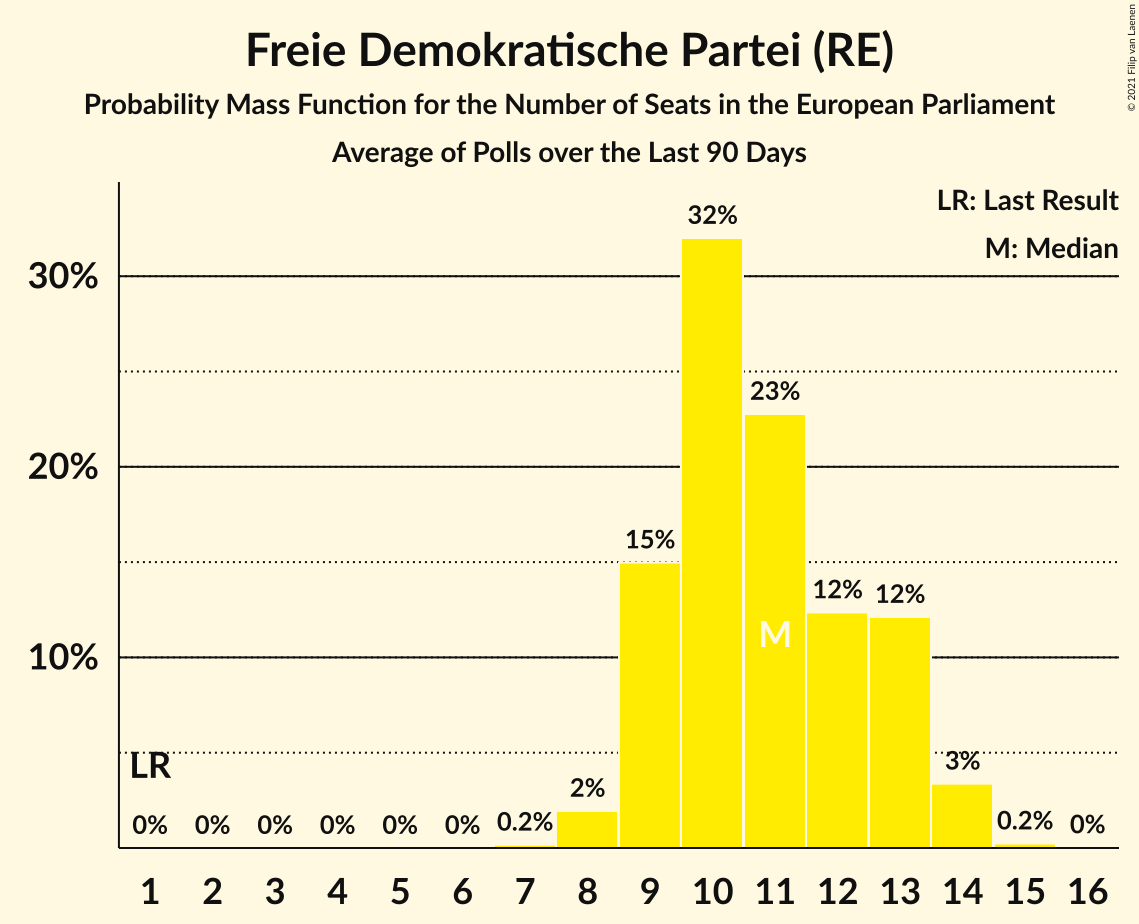 Freie Demokratische Partei (RE)
Probability Mass Function for the Number of Seats in the European Parliament
Average of Polls over the Last 90 Days
© 2021 Filip van Laenen
LR: Last Result
M: Median
30%
20%
10%
LR
M
0% 0% 0% 0% 0% 0% 0.2% 2% 15% 32% 23% 12% 12% 3% 0.2% 0%
1 2 3 4 5 6 7 8 9 10 11 12 13 14 15 16